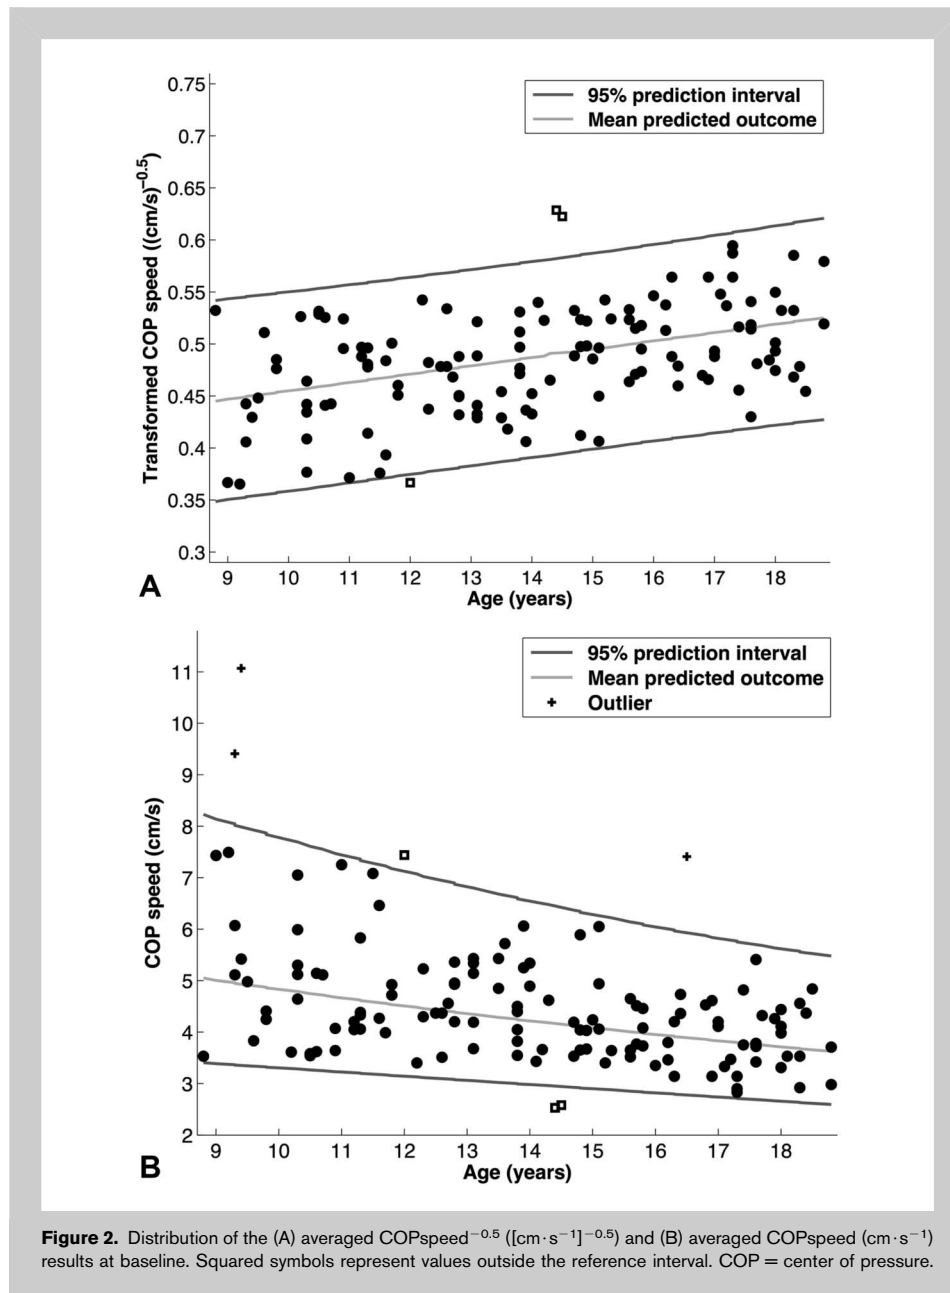 0.75
0.7
0.65
0.6
0.55
0.5
0.45
0.4
0.35
0.3
Transformed COP speed ((cm/s)⁻⁰·⁵)
95% prediction interval
Mean predicted outcome
9 10 11 12 13 14 15 16 17 18
Age (years)
A
11
10
9
8
7
6
5
4
3
2
COP speed (cm/s)
95% prediction interval
Mean predicted outcome
+ Outlier
9 10 11 12 13 14 15 16 17 18
Age (years)
B
Figure 2. Distribution of the (A) averaged COPspeed⁻⁰·⁵ ([cm·s⁻¹]⁻⁰·⁵) and (B) averaged COPspeed (cm·s⁻¹)
results at baseline. Squared symbols represent values outside the reference interval. COP = center of pressure.